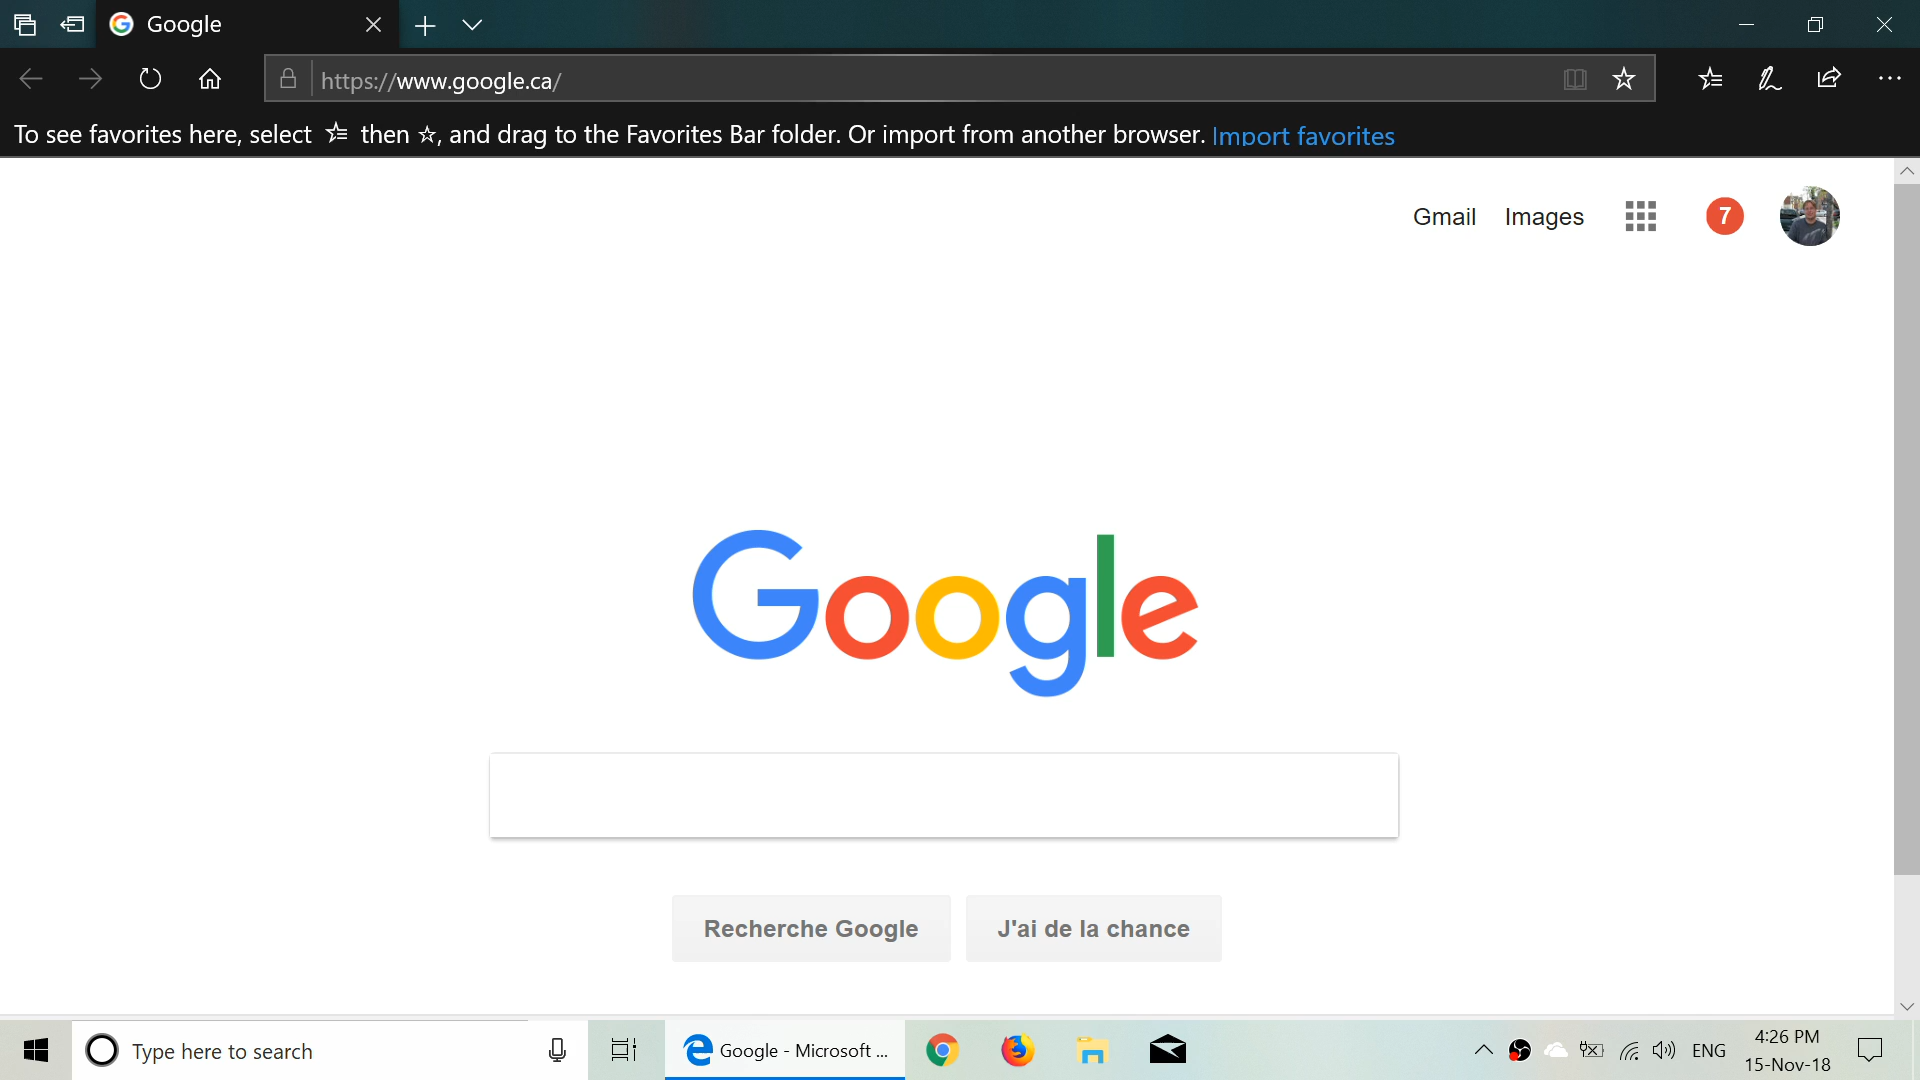 Google
https://www.google.ca/
To see favorites here, select then , and drag to the Favorites Bar folder. Or import from another browser. Import favorites
Gmail Images 7
Google
Recherche Google J'ai de la chance
Type here to search
Google - Microsoft ...
ENG
4:26 PM
15-Nov-18